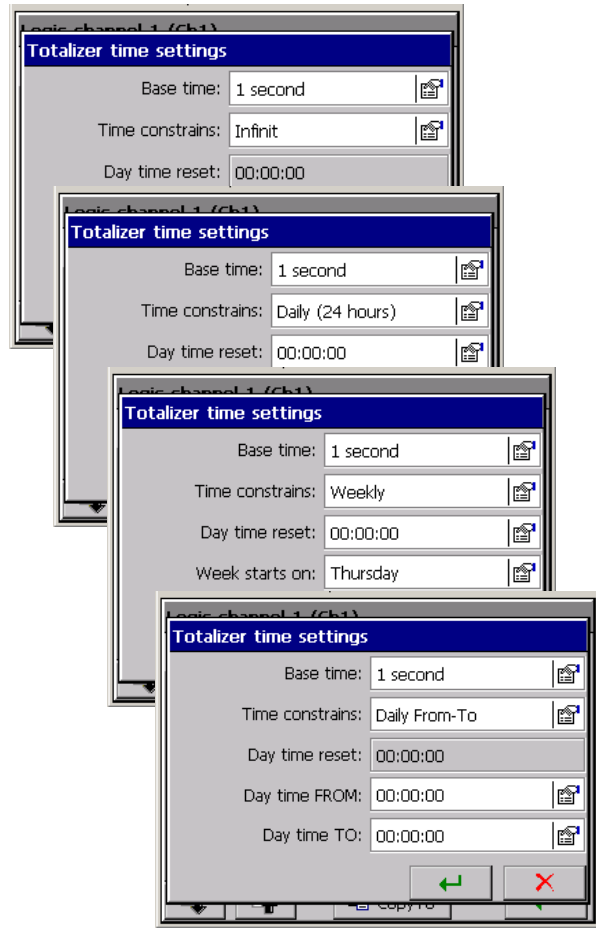 Logic channel 1 (Ch1)
Totalizer time settings
Base time: 1 second
Time constrains: Infinit
Day time reset: 00:00:00
Logic channel 1 (Ch1)
Totalizer time settings
Base time: 1 second
Time constrains: Daily (24 hours)
Day time reset: 00:00:00
Logic channel 1 (Ch1)
Totalizer time settings
Base time: 1 second
Time constrains: Weekly
Day time reset: 00:00:00
Week starts on: Thursday
Logic channel 1 (Ch1)
Totalizer time settings
Base time: 1 second
Time constrains: Daily From-To
Day time reset: 00:00:00
Day time FROM: 00:00:00
Day time TO: 00:00:00
CopyTo